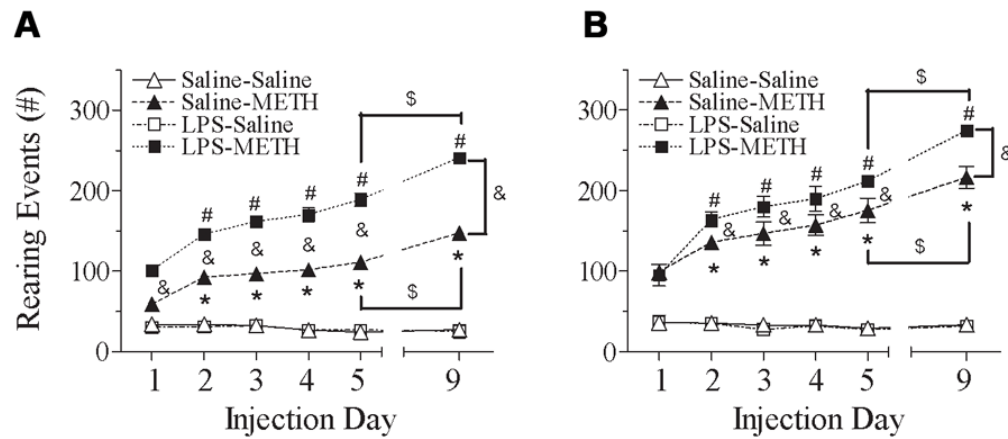 A
Rearing Events (#)
300
200
100
0
Saline-Saline
Saline-METH
LPS-Saline
LPS-METH
$
#
# # # # #
&
& & & & &
* * * * *
$
1 2 3 4 5 9
Injection Day
B
300
200
100
0
Saline-Saline
Saline-METH
LPS-Saline
LPS-METH
$
#
# # # #
&
& & & &
* * * * *
$
1 2 3 4 5 9
Injection Day